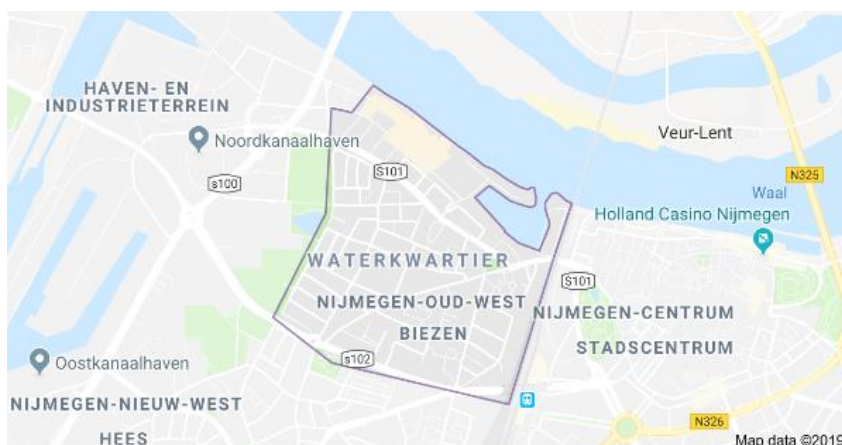 HAVEN- EN
INDUSTRIETERREIN
Noordkanaalhaven
s100
S101
Veur-Lent
N325
Waal
Holland Casino Nijmegen
WATERKWARTIER
S101
NIJMEGEN-OUD-WEST
NIJMEGEN-CENTRUM
BIEZEN
STADSCENTRUM
s102
Oostkanaalhaven
NIJMEGEN-NIEUW-WEST
N326
HEES
Map data ©2019